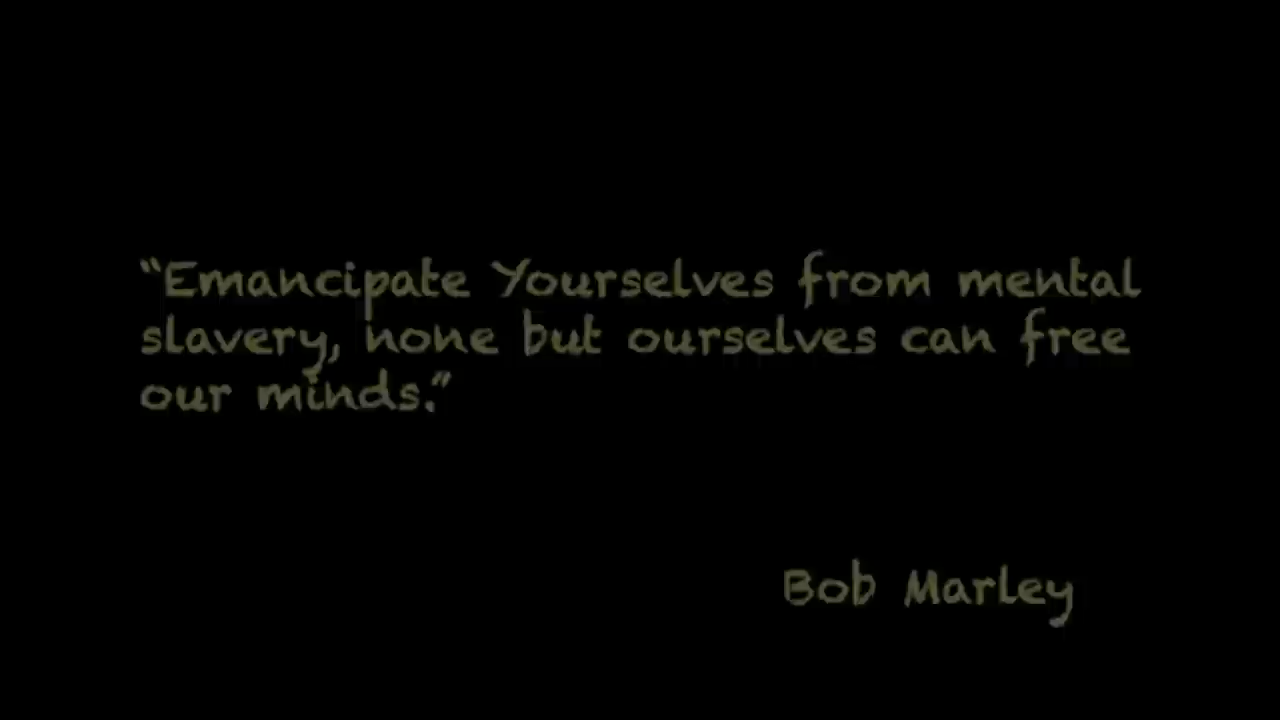 “Emancipate Yourselves from mental
slavery, none but ourselves can free
our minds.”
Bob Marley